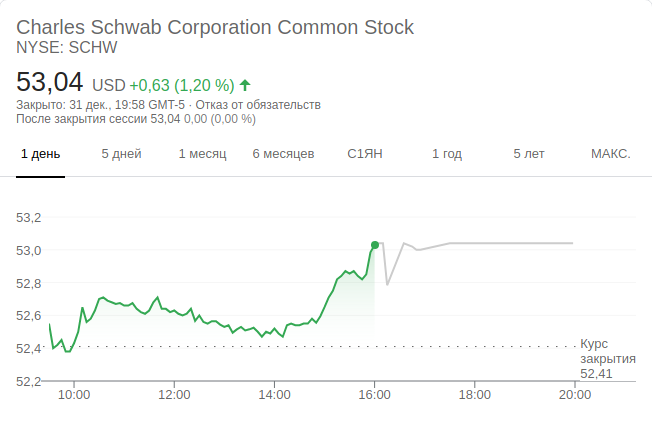 Charles Schwab Corporation Common Stock
NYSE: SCHW
53,04 USD +0,63 (1,20 %)
Закрыто: 31 дек., 19:58 GMT-5 · Отказ от обязательств
После закрытия сессии 53,04 0,00 (0,00 %)
1 день 5 дней 1 месяц 6 месяцев С1ЯН 1 год 5 лет МАКС.
53,2
53,0
52,8
52,6
52,4
52,2
Курс
закрытия
52,41
10:00 12:00 14:00 16:00 18:00 20:00